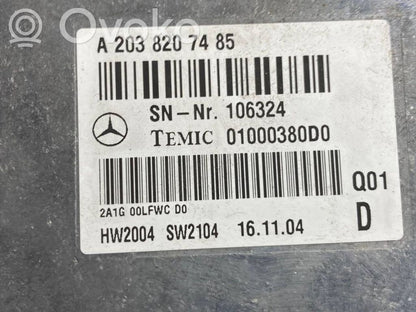 Ovoko
A 203 820 74 85
SN-Nr. 106324
TEMIC 01000380D0
Q01
2A1G 00LFWC D0
D
HW2004 SW2104 16.11.04